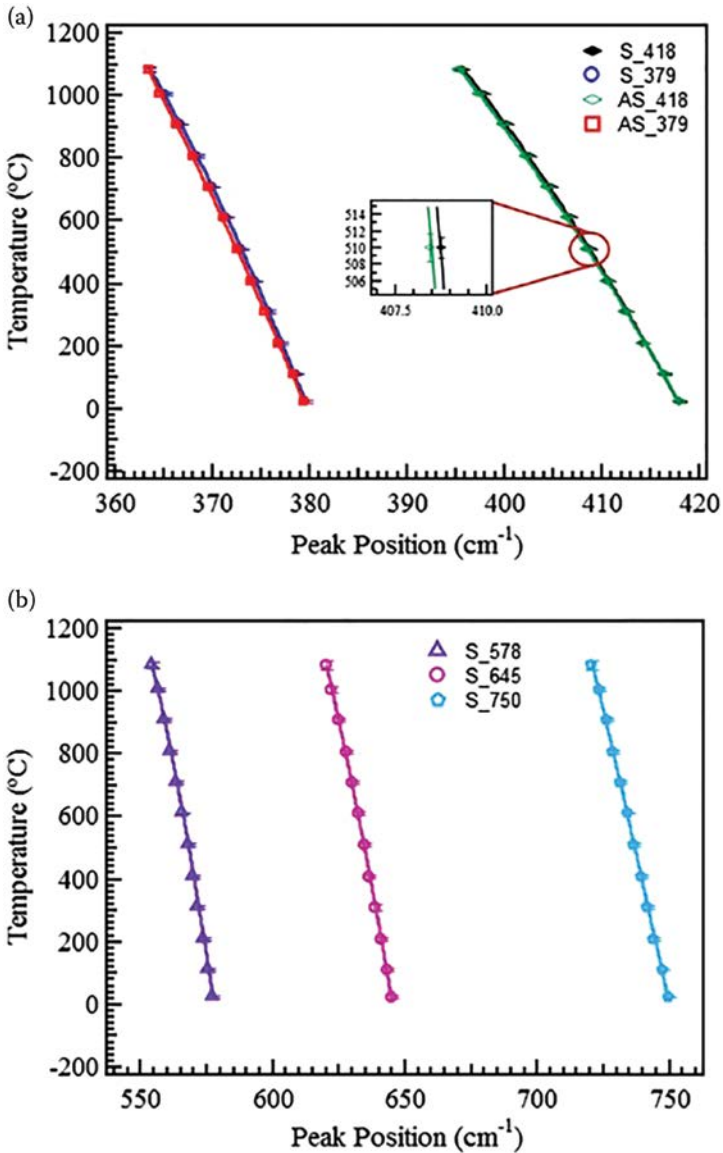 (a)
1200
1000
800
600
400
200
0
-200
Temperature (ºC)
S_418
S_379
AS_418
AS_379
514
512
510
508
506
407.5 410.0
360 370 380 390 400 410 420
Peak Position (cm⁻¹)
(b)
1200
1000
800
600
400
200
0
-200
Temperature (ºC)
S_578
S_645
S_750
550 600 650 700 750
Peak Position (cm⁻¹)